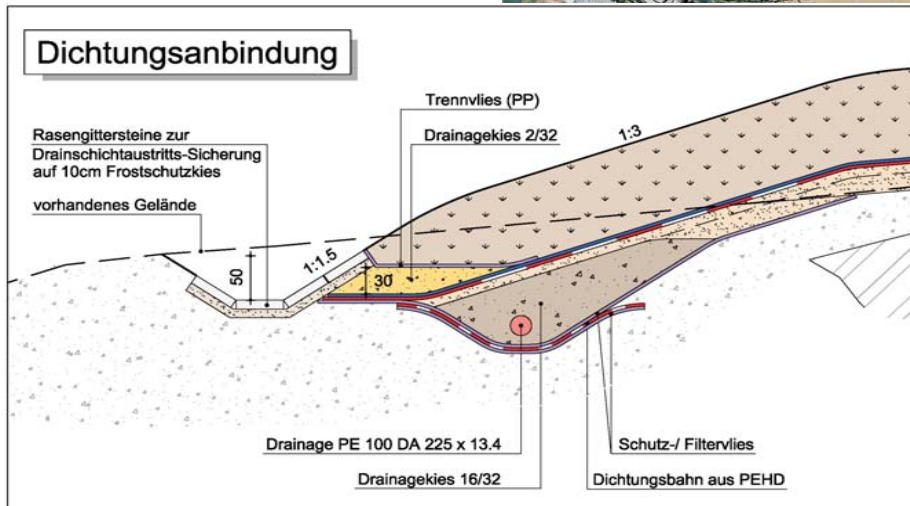 Dichtungsanbindung
Trennvlies (PP)
Drainagekies 2/32
1:3
Rasengittersteine zur
Drainschichtaustritts-Sicherung
auf 10cm Frostschutzkies
vorhandenes Gelände
50
1:1.5
30
Drainage PE 100 DA 225 x 13.4
Schutz-/ Filtervlies
Drainagekies 16/32
Dichtungsbahn aus PEHD